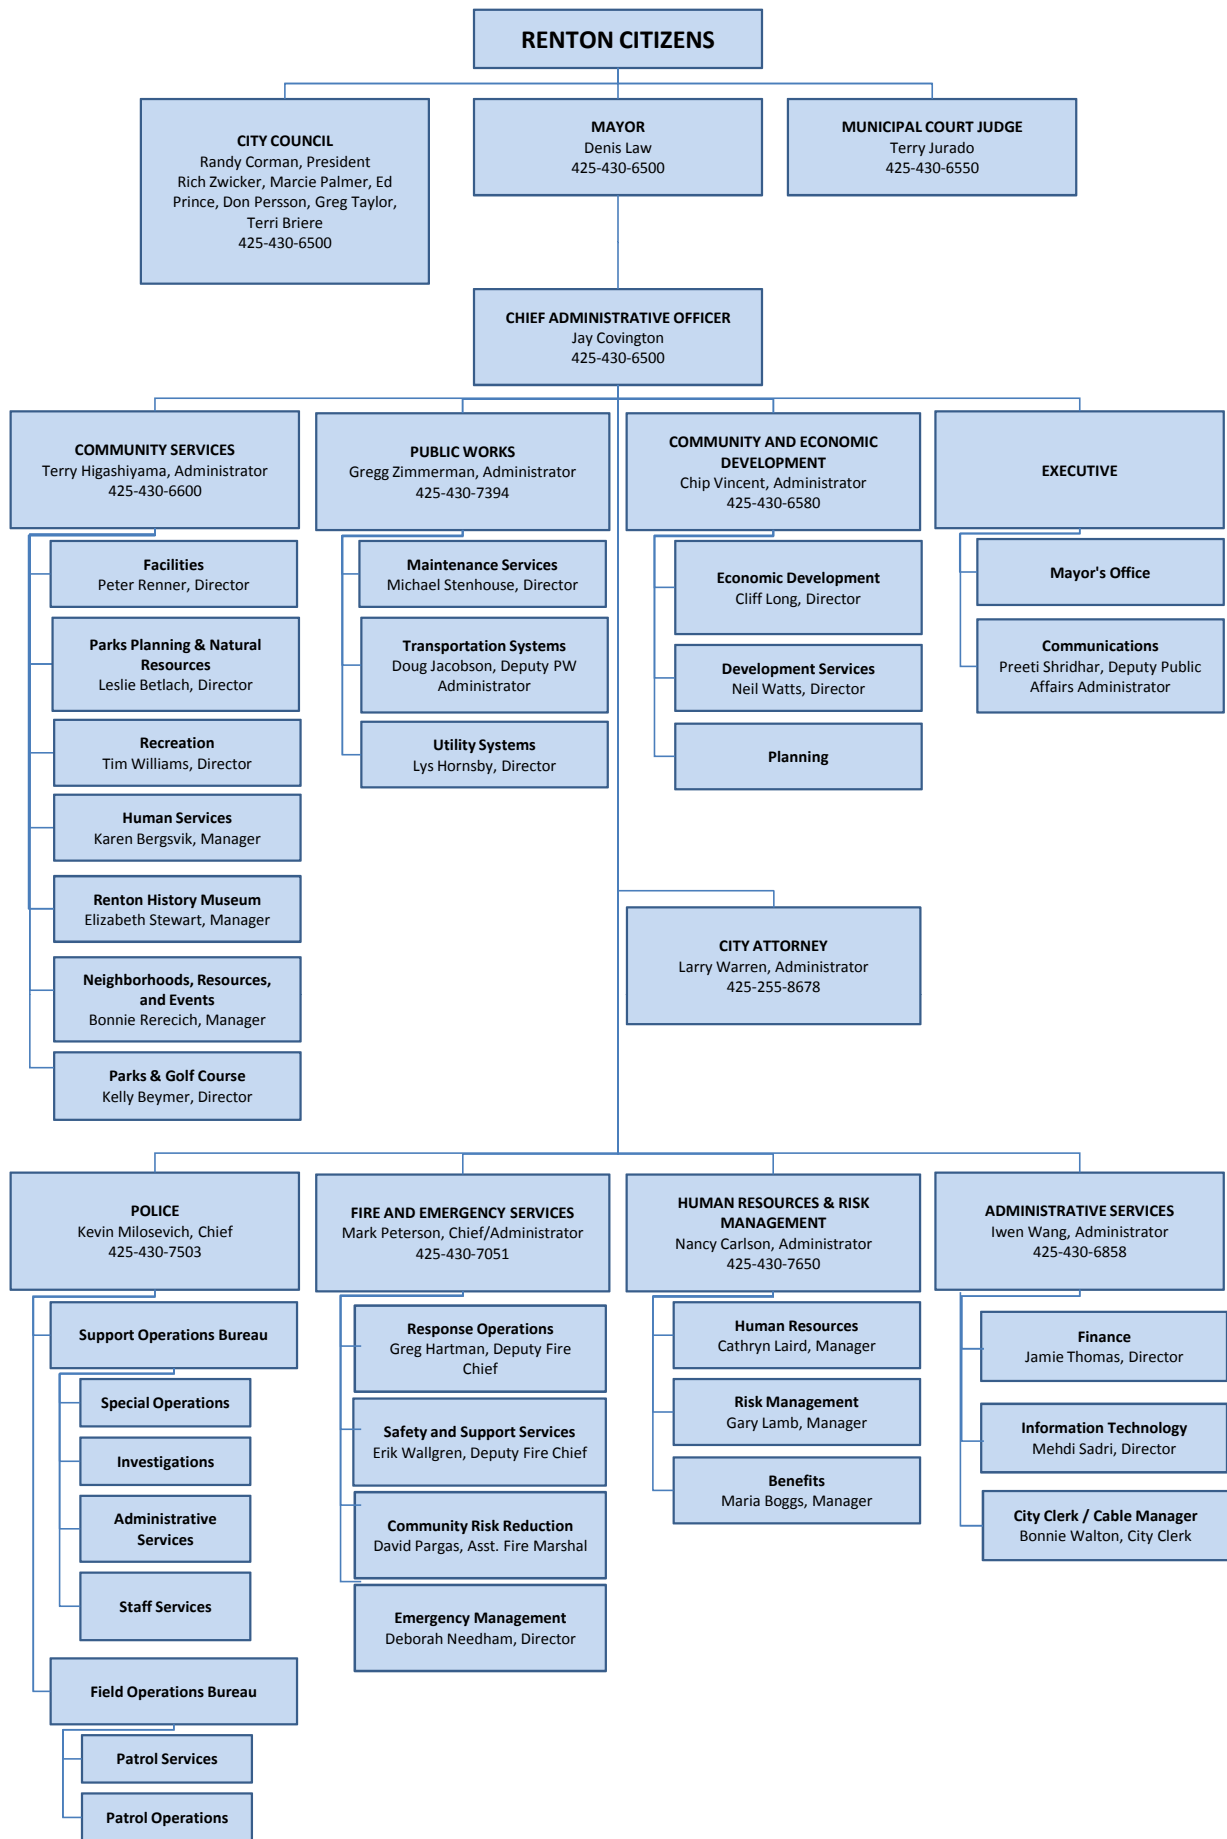 RENTON CITIZENS
CITY COUNCIL
Randy Corman, President
Rich Zwicker, Marcie Palmer, Ed
Prince, Don Persson, Greg Taylor,
Terri Briere
425-430-6500
MAYOR
Denis Law
425-430-6500
MUNICIPAL COURT JUDGE
Terry Jurado
425-430-6550
CHIEF ADMINISTRATIVE OFFICER
Jay Covington
425-430-6500
COMMUNITY SERVICES
Terry Higashiyama, Administrator
425-430-6600
Facilities
Peter Renner, Director
Parks Planning & Natural
Resources
Leslie Betlach, Director
Recreation
Tim Williams, Director
Human Services
Karen Bergsvik, Manager
Renton History Museum
Elizabeth Stewart, Manager
Neighborhoods, Resources,
and Events
Bonnie Rerecich, Manager
Parks & Golf Course
Kelly Beymer, Director
PUBLIC WORKS
Gregg Zimmerman, Administrator
425-430-7394
Maintenance Services
Michael Stenhouse, Director
Transportation Systems
Doug Jacobson, Deputy PW
Administrator
Utility Systems
Lys Hornsby, Director
COMMUNITY AND ECONOMIC
DEVELOPMENT
Chip Vincent, Administrator
425-430-6580
Economic Development
Cliff Long, Director
Development Services
Neil Watts, Director
Planning
EXECUTIVE
Mayor's Office
Communications
Preeti Shridhar, Deputy Public
Affairs Administrator
CITY ATTORNEY
Larry Warren, Administrator
425-255-8678
POLICE
Kevin Milosevich, Chief
425-430-7503
Support Operations Bureau
Special Operations
Investigations
Administrative
Services
Staff Services
Field Operations Bureau
Patrol Services
Patrol Operations
FIRE AND EMERGENCY SERVICES
Mark Peterson, Chief/Administrator
425-430-7051
Response Operations
Greg Hartman, Deputy Fire
Chief
Safety and Support Services
Erik Wallgren, Deputy Fire Chief
Community Risk Reduction
David Pargas, Asst. Fire Marshal
Emergency Management
Deborah Needham, Director
HUMAN RESOURCES & RISK
MANAGEMENT
Nancy Carlson, Administrator
425-430-7650
Human Resources
Cathryn Laird, Manager
Risk Management
Gary Lamb, Manager
Benefits
Maria Boggs, Manager
ADMINISTRATIVE SERVICES
Iwen Wang, Administrator
425-430-6858
Finance
Jamie Thomas, Director
Information Technology
Mehdi Sadri, Director
City Clerk / Cable Manager
Bonnie Walton, City Clerk